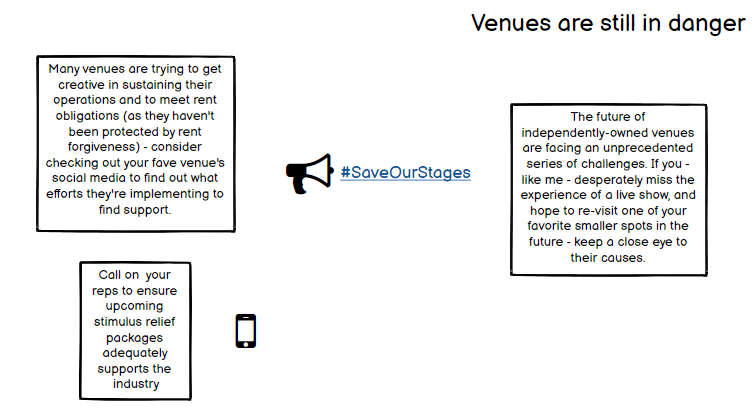 Venues are still in danger
Many venues are trying to get
creative in sustaining their
operations and to meet rent
obligations (as they haven't
been protected by rent
forgiveness) - consider
checking out your fave venue's
social media to find out what
efforts they're implementing to
find support.
#SaveOurStages
The future of
independently-owned venues
are facing an unprecedented
series of challenges. If you -
like me - desperately miss the
experience of a live show, and
hope to re-visit one of your
favorite smaller spots in the
future - keep a close eye to
their causes.
Call on  your
reps to ensure
upcoming
stimulus relief
packages
adequately
supports the
industry